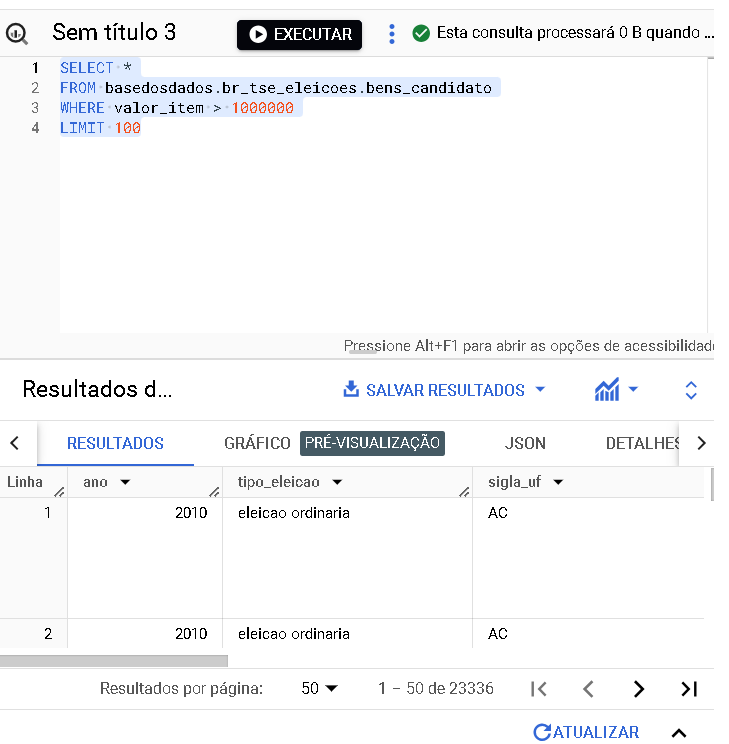 Sem título 3 EXECUTAR Esta consulta processará 0 B quando ...
1 SELECT *
2 FROM basedosdados.br_tse_eleicoes.bens_candidato
3 WHERE valor_item > 1000000
4 LIMIT 100
Pressione Alt+F1 para abrir as opções de acessibilidad
Resultados d... SALVAR RESULTADOS
RESULTADOS GRÁFICO PRÉ-VISUALIZAÇÃO JSON DETALHES
Linha ano tipo_eleicao sigla_uf
1 2010 eleicao ordinaria AC
2 2010 eleicao ordinaria AC
Resultados por página: 50 1 – 50 de 23336
ATUALIZAR